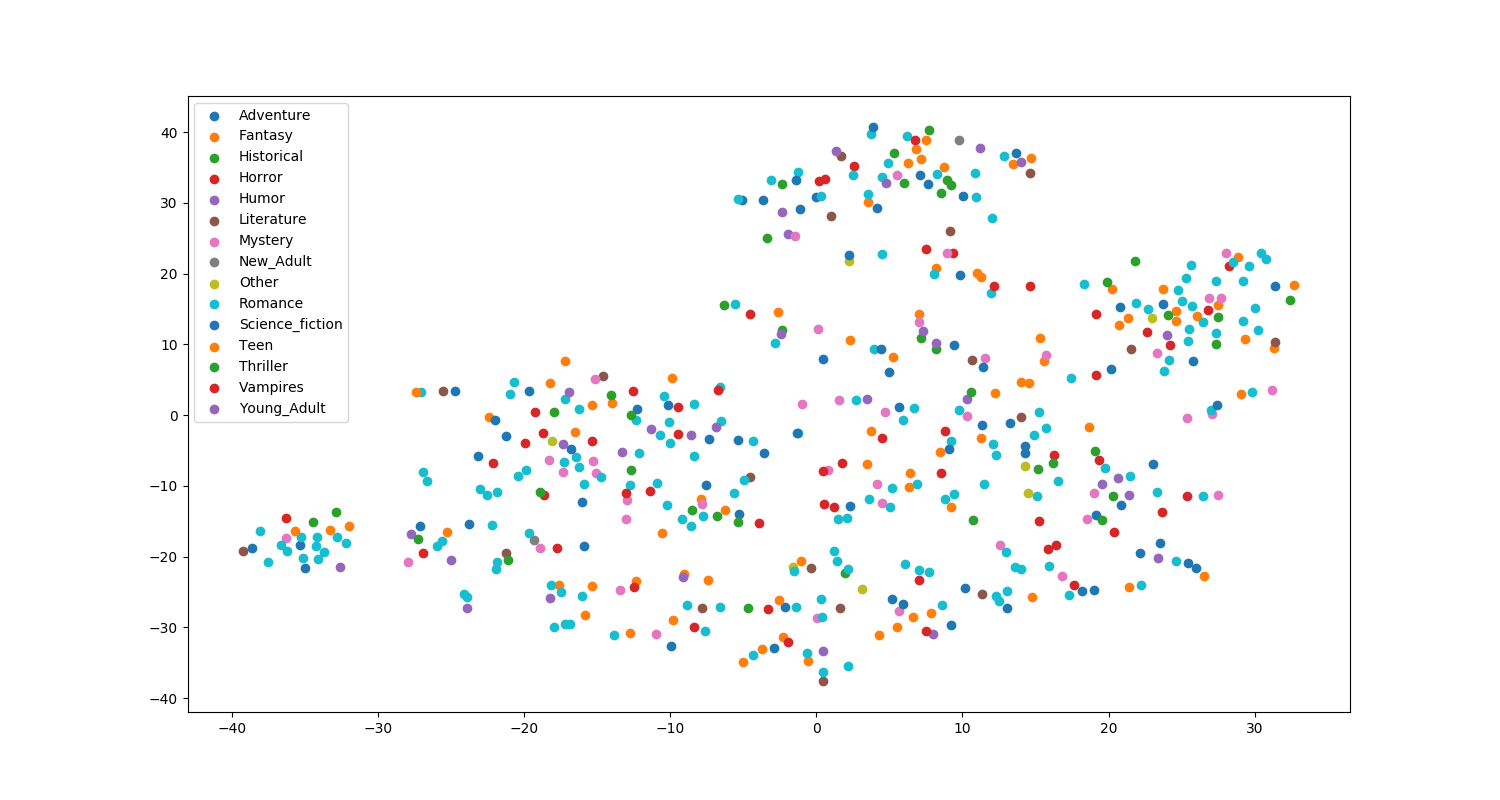 Adventure
Fantasy
Historical
Horror
Humor
Literature
Mystery
New_Adult
Other
Romance
Science_fiction
Teen
Thriller
Vampires
Young_Adult
40
30
20
10
0
−10
−20
−30
−40
−40 −30 −20 −10 0 10 20 30